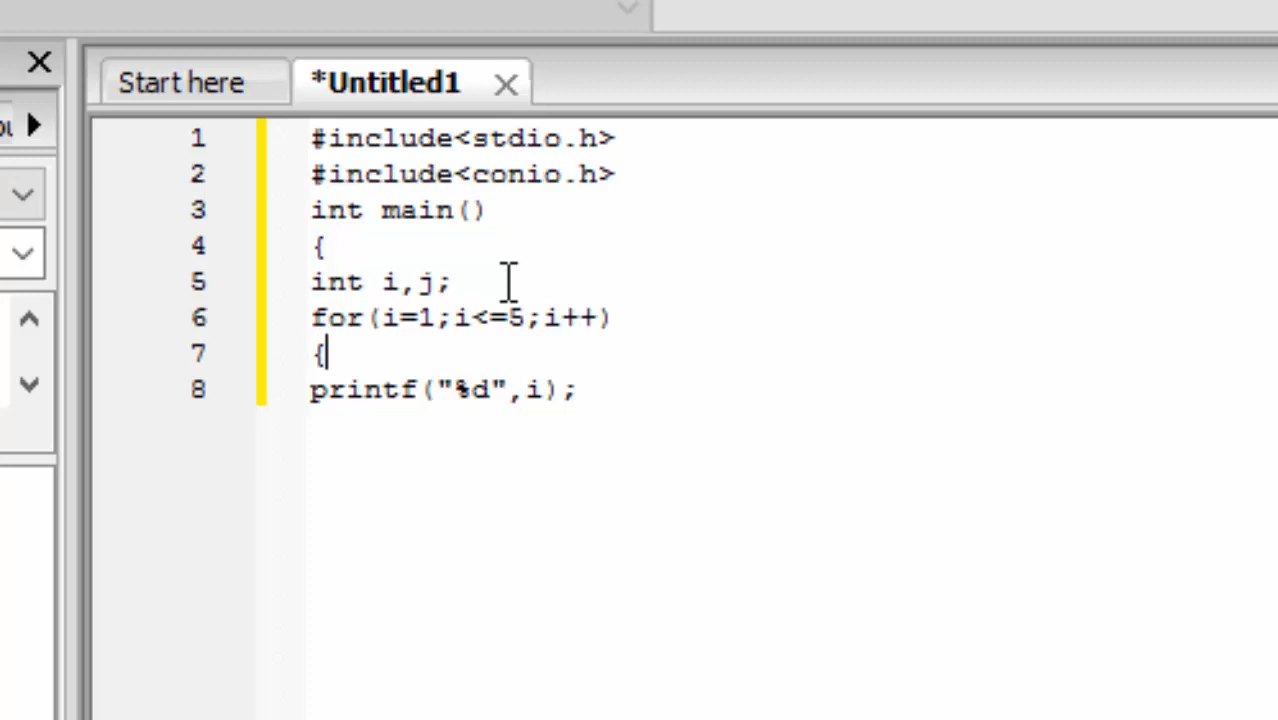 Start here
*Untitled1
1 #include<stdio.h>
2 #include<conio.h>
3 int main()
4 {
5 int i,j;
6 for(i=1;i<=5;i++)
7 {
8 printf("%d",i);